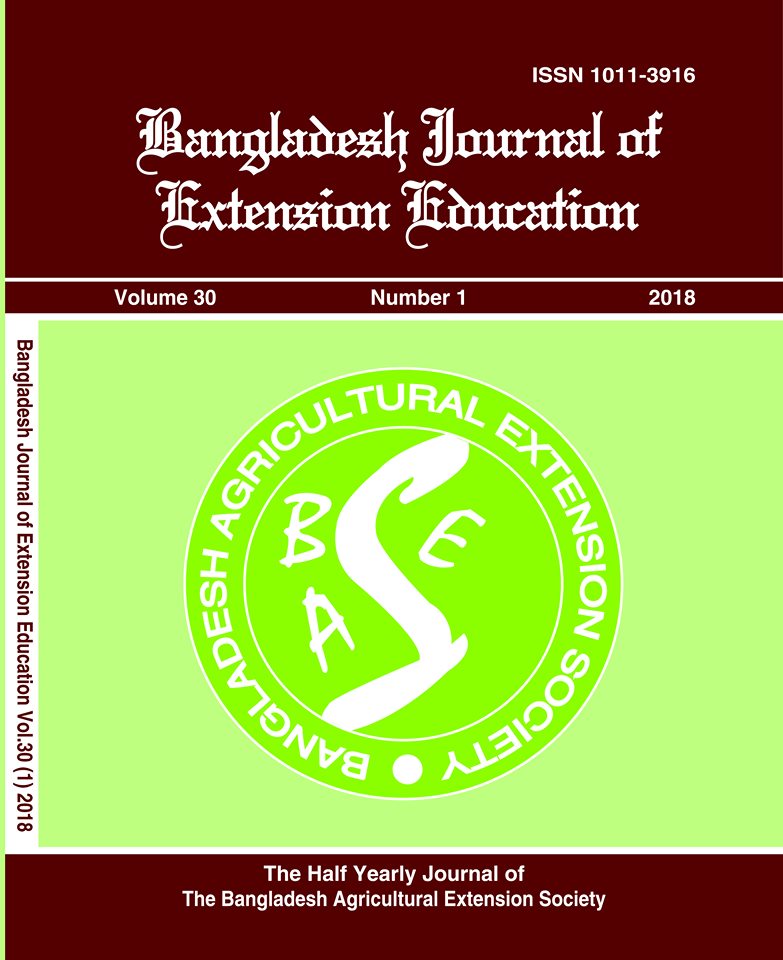 ISSN 1011-3916
Bangladesh Journal of
Extension Education
Volume 30 Number 1 2018
Bangladesh Journal of Extension Education Vol.30 (1) 2018
BANGLADESH AGRICULTURAL EXTENSION SOCIETY
B S E
A
The Half Yearly Journal of
The Bangladesh Agricultural Extension Society